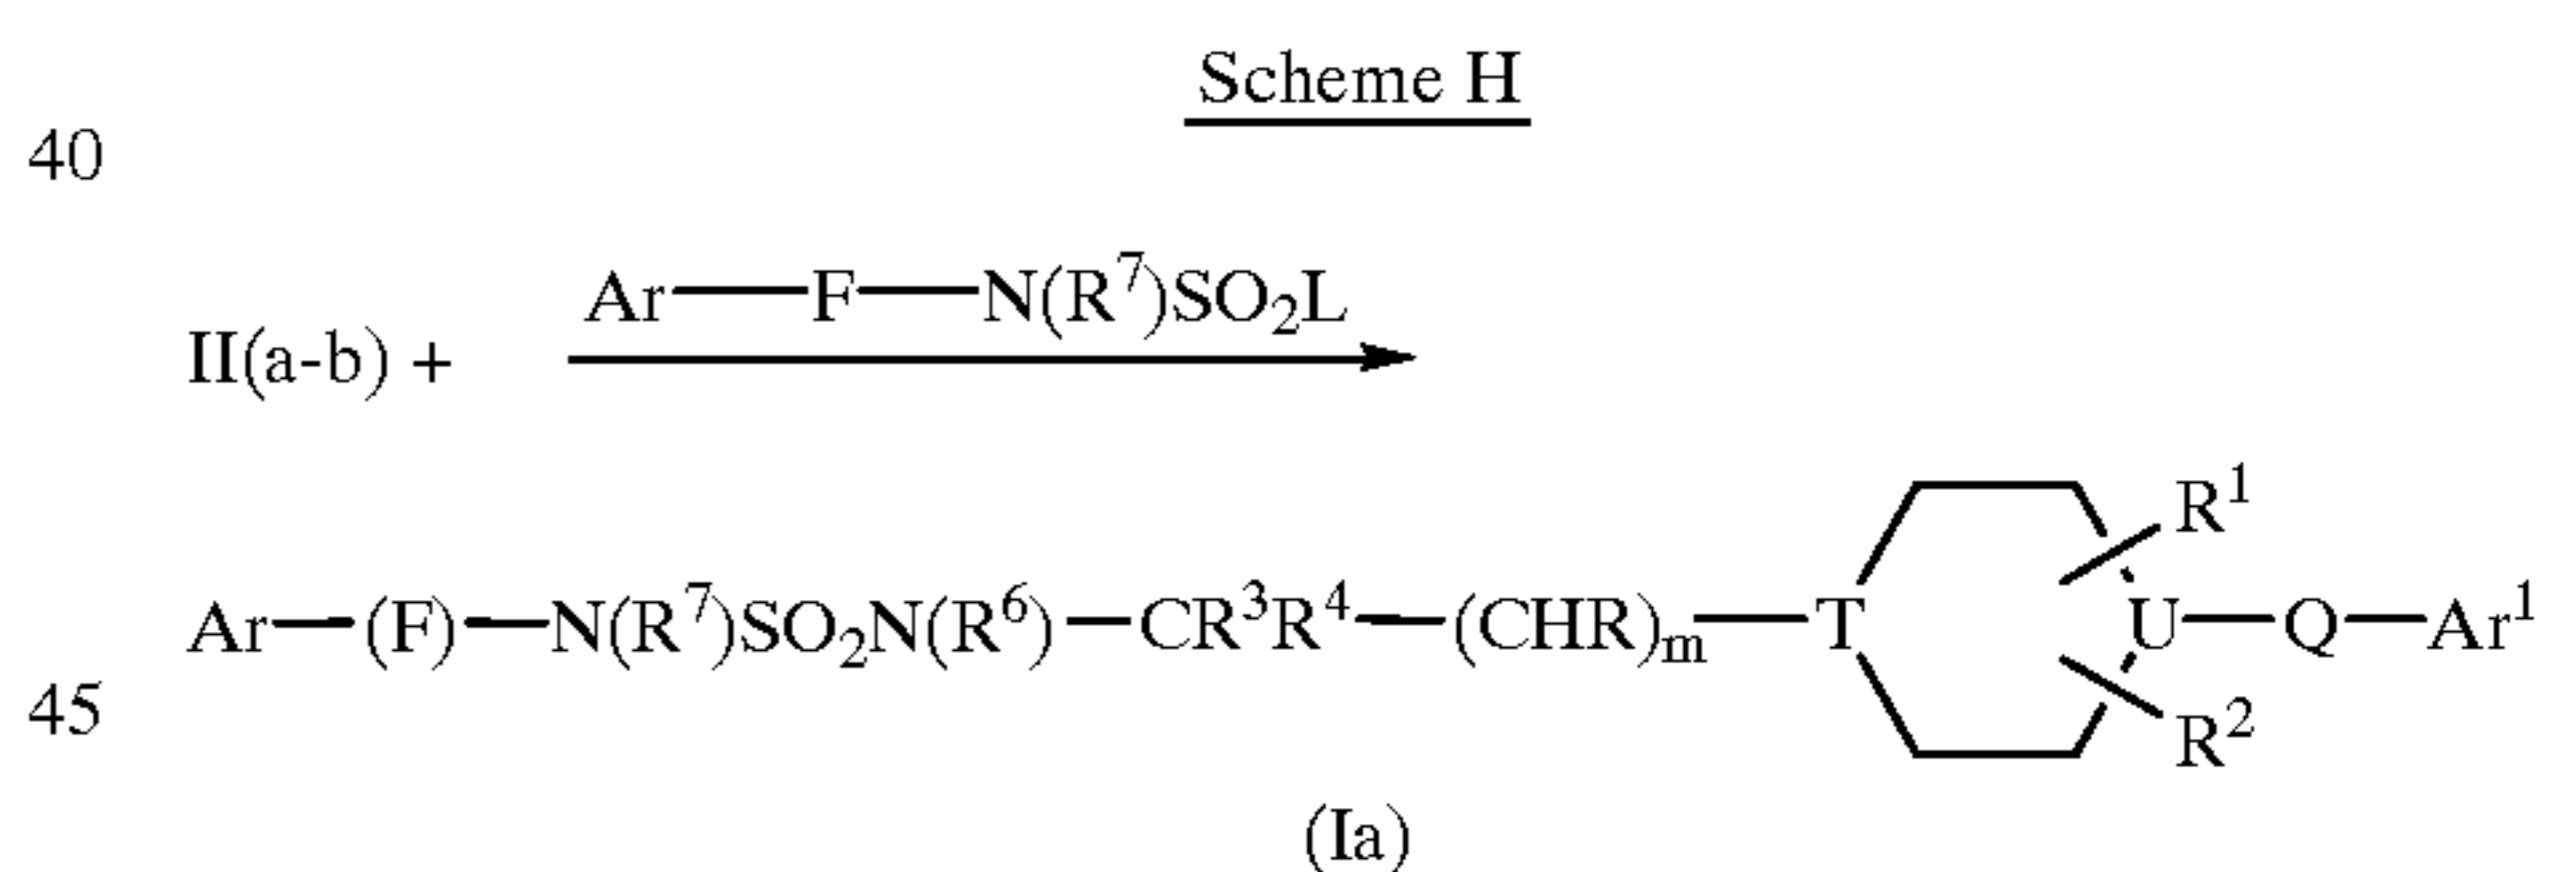 Scheme H
40
Ar—F—N(R⁷)SO₂L
II(a-b) +
R¹
Ar—(F)—N(R⁷)SO₂N(R⁶)—CR³R⁴—(CHR)ₘ—T U—Q—Ar¹
45
R²
(Ia)